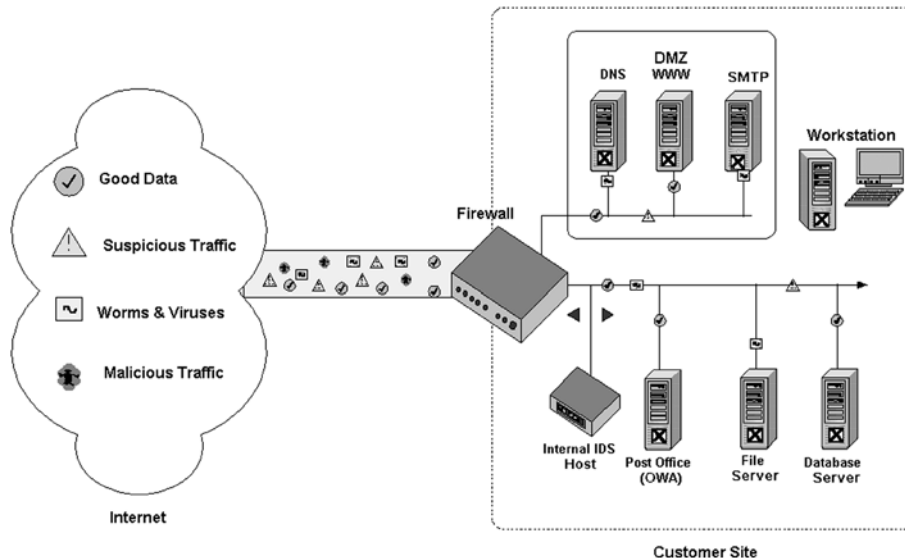 DMZ
DNS
WWW
SMTP
Workstation
Good Data
Firewall
Suspicious Traffic
Worms & Viruses
Malicious Traffic
Internal IDS
Host
Post Office
(OWA)
File
Server
Database
Server
Internet
Customer Site